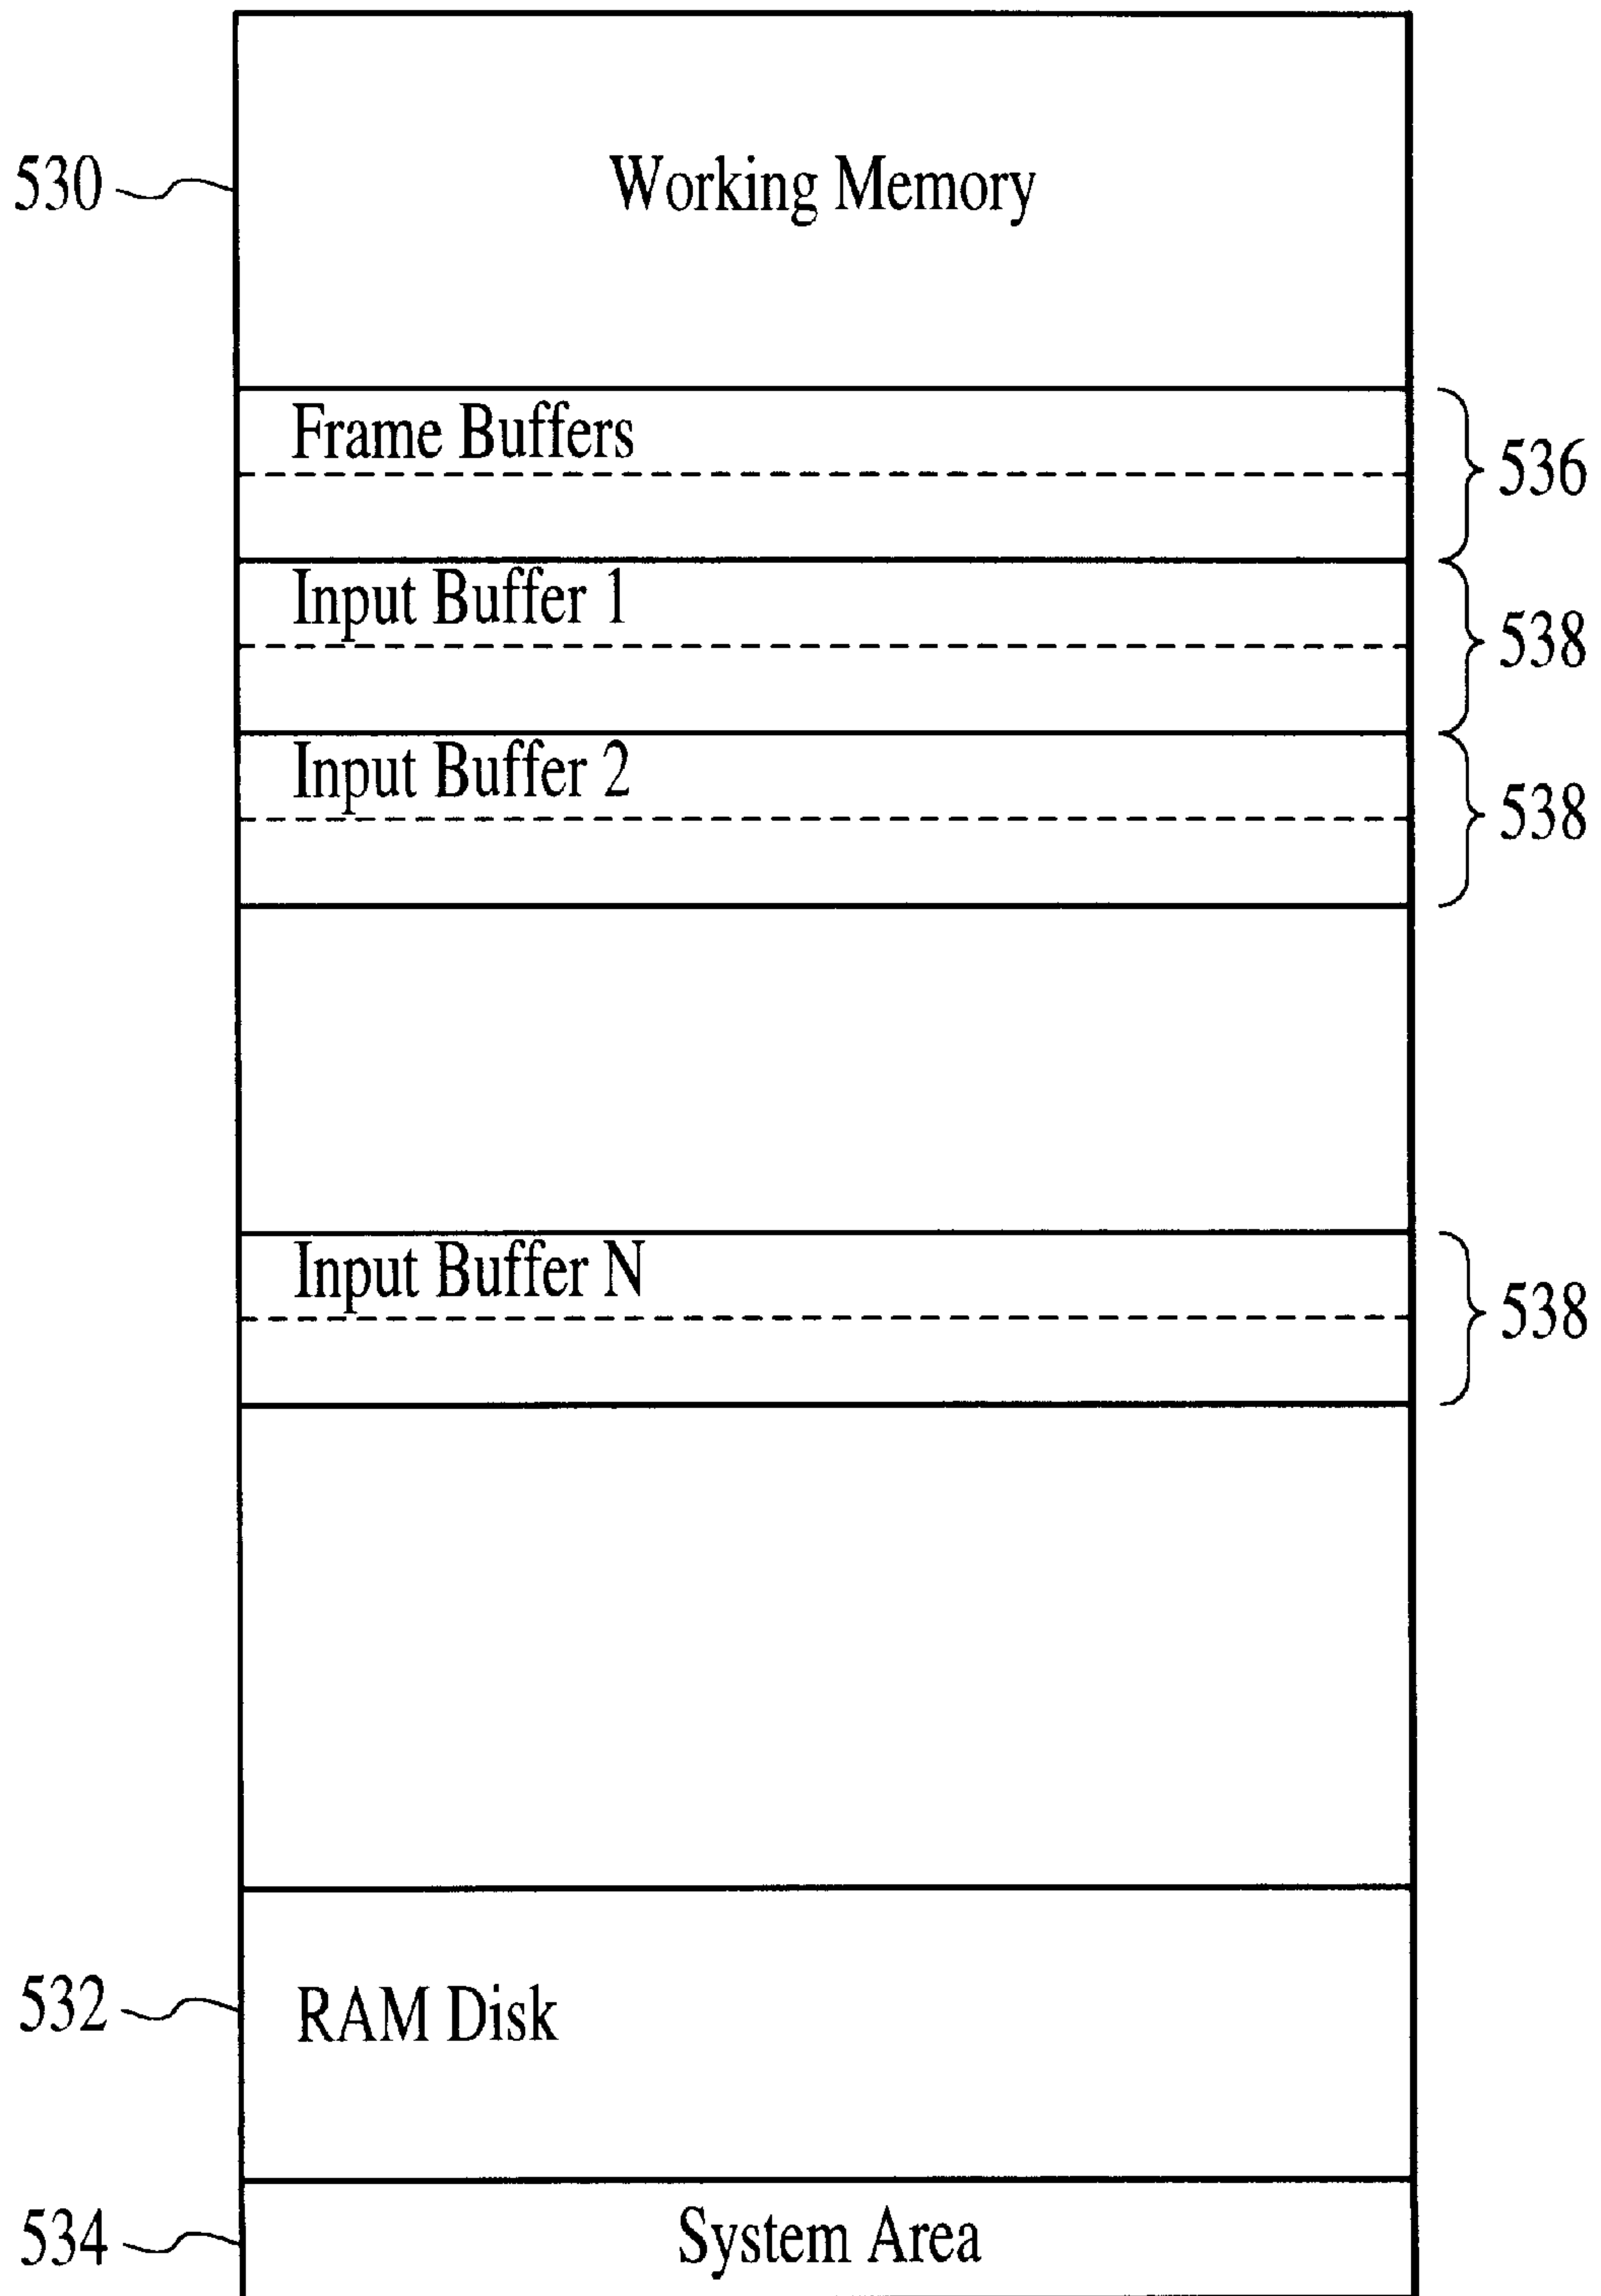 530
Working Memory
Frame Buffers
536
Input Buffer 1
538
Input Buffer 2
538
Input Buffer N
538
532
RAM Disk
534
System Area